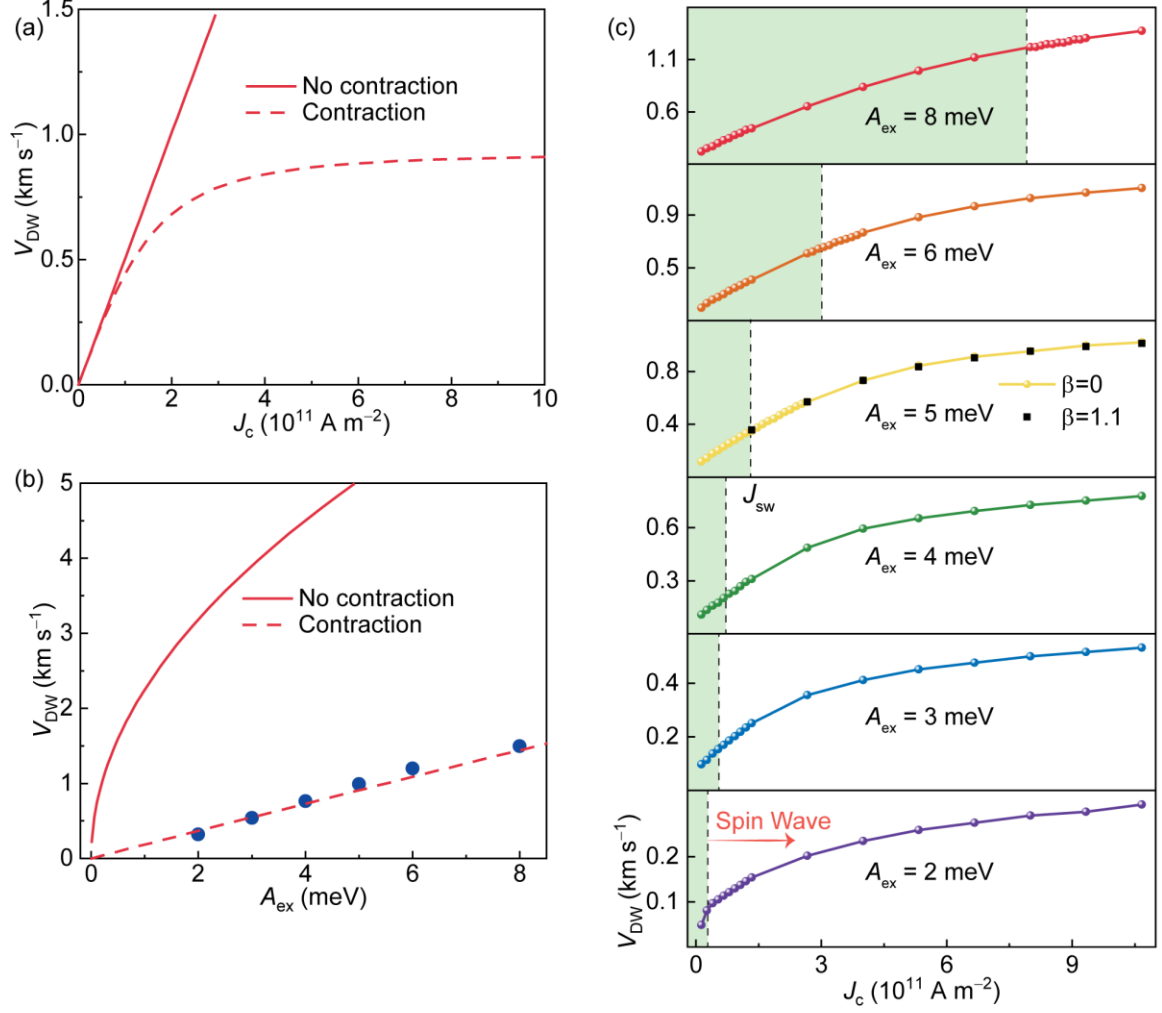 (a)
1.5
1.0
0.5
0.0
V_DW (km s⁻¹)
No contraction
Contraction
0 2 4 6 8 10
J_c (10¹¹ A m⁻²)
(b)
5
4
3
2
1
0
V_DW (km s⁻¹)
No contraction
Contraction
0 2 4 6 8
A_ex (meV)
(c)
1.1
0.6
A_ex = 8 meV
0.9
0.5
A_ex = 6 meV
0.8
0.4
A_ex = 5 meV
β=0
β=1.1
J_sw
0.6
0.3
A_ex = 4 meV
0.4
0.2
A_ex = 3 meV
Spin Wave
0.2
0.1
A_ex = 2 meV
V_DW (km s⁻¹)
0 3 6 9
J_c (10¹¹ A m⁻²)